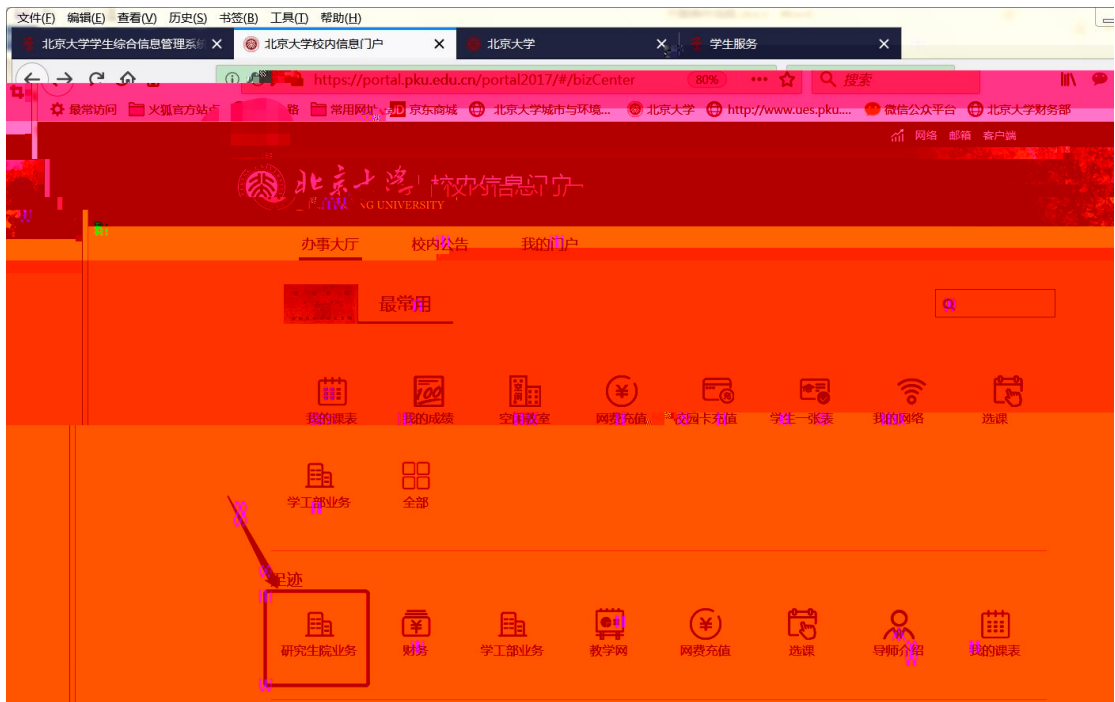 文件(F) 编辑(E) 查看(V) 历史(S) 书签(B) 工具(T) 帮助(H)
北京大学学生综合信息管理系统 北京大学校内信息门户 北京大学 学生服务
https://portal.pku.edu.cn/portal2017/#/bizCenter 80% 搜索
最常访问 火狐官方站点 常用网址 京东商城 北京大学城市与环境... 北京大学 http://www.ues.pku.... 微信公众平台 北京大学财务部
网络 邮箱 客户端
北京大学 校内信息门户
UNIVERSITY
办事大厅 校内公告 我的门户
最常用
我的课表 我的成绩 空闲教室 网费充值 校园卡充值 学生一张表 我的网络 选课
学工部业务 全部
足迹
研究生院业务 财务 学工部业务 教学网 网费充值 选课 导师介绍 我的课表